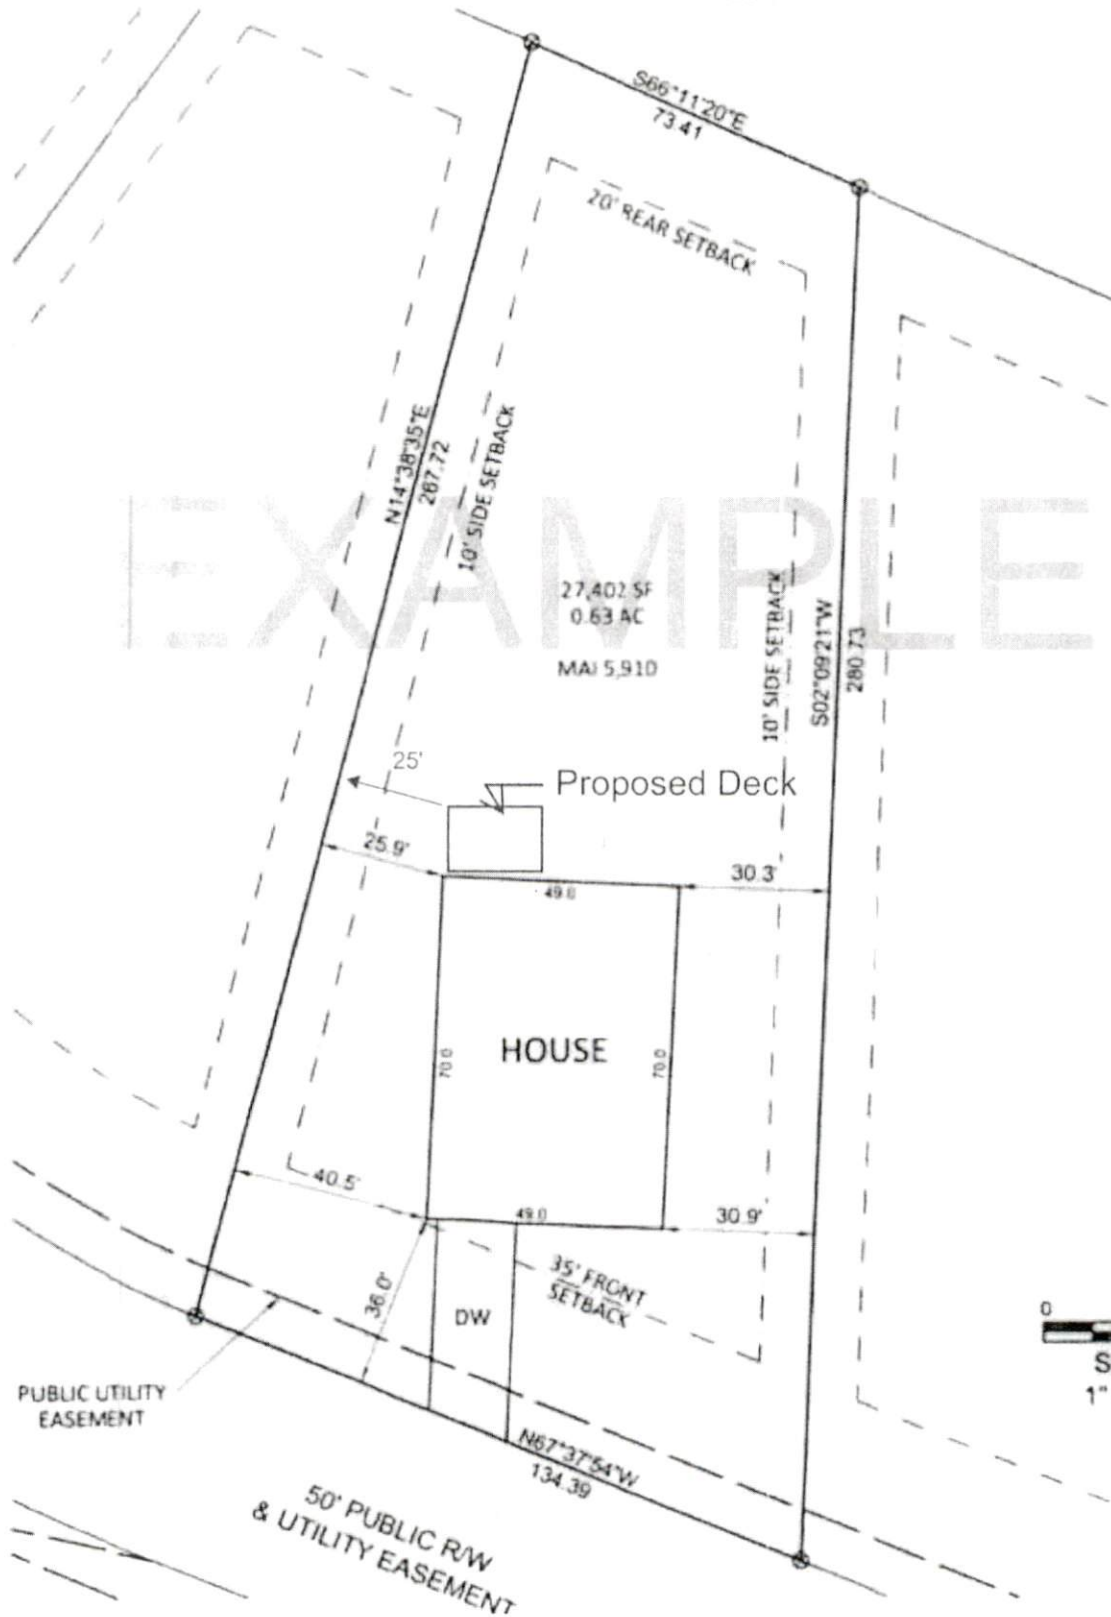 S66°11'20"E
73.41
20' REAR SETBACK
N14°38'35"E
267.72
10' SIDE SETBACK
EXAMPLE
27,402 SF
0.63 AC
MAI 5,910
10' SIDE SETBACK
S02°09'21"W
280.73
25'
Proposed Deck
25.9'
30.3'
49.0
70.0
HOUSE
70.0
40.5'
49.0
30.9'
36.0'
35' FRONT
SETBACK
DW
0
S
1"
PUBLIC UTILITY
EASEMENT
N67°37'54"W
134.39
50' PUBLIC R/W
& UTILITY EASEMENT